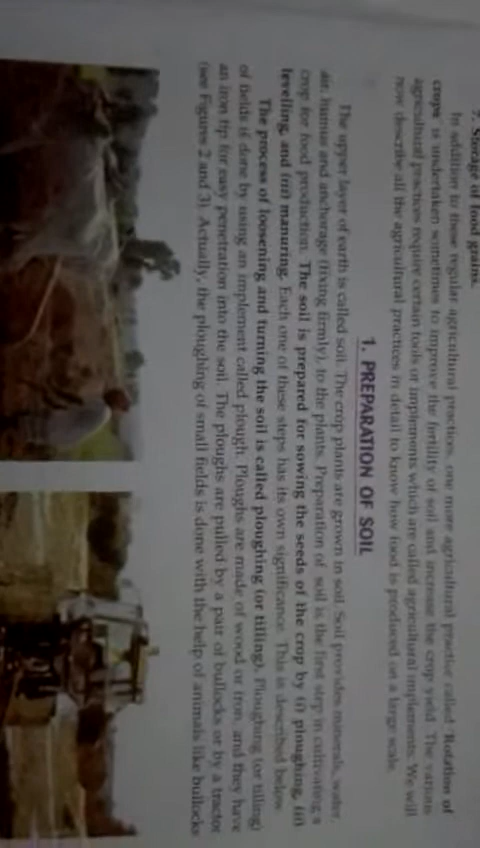 7. Storage of food grains.
In addition to these regular agricultural practices, one more agricultural practice called 'Rotation of
crops' is undertaken sometimes to improve the fertility of soil and increase the crop yield. The various
agricultural practices require certain tools or implements which are called agricultural implements. We will
now describe all the agricultural practices in detail to know how food is produced on a large scale.
1. PREPARATION OF SOIL
The upper layer of earth is called soil. The crop plants are grown in soil. Soil provides minerals, water,
air, humus and anchorage (fixing firmly), to the plants. Preparation of soil is the first step in cultivating a
crop for food production. The soil is prepared for sowing the seeds of the crop by (i) ploughing, (ii)
levelling, and (iii) manuring. Each one of these steps has its own significance. This is described below.
The process of loosening and turning the soil is called ploughing (or tilling). Ploughing (or tilling)
of fields is done by using an implement called plough. Ploughs are made of wood or iron, and they have
an iron tip for easy penetration into the soil. The ploughs are pulled by a pair of bullocks or by a tractor
(see Figures 2 and 3). Actually, the ploughing of small fields is done with the help of animals like bullocks